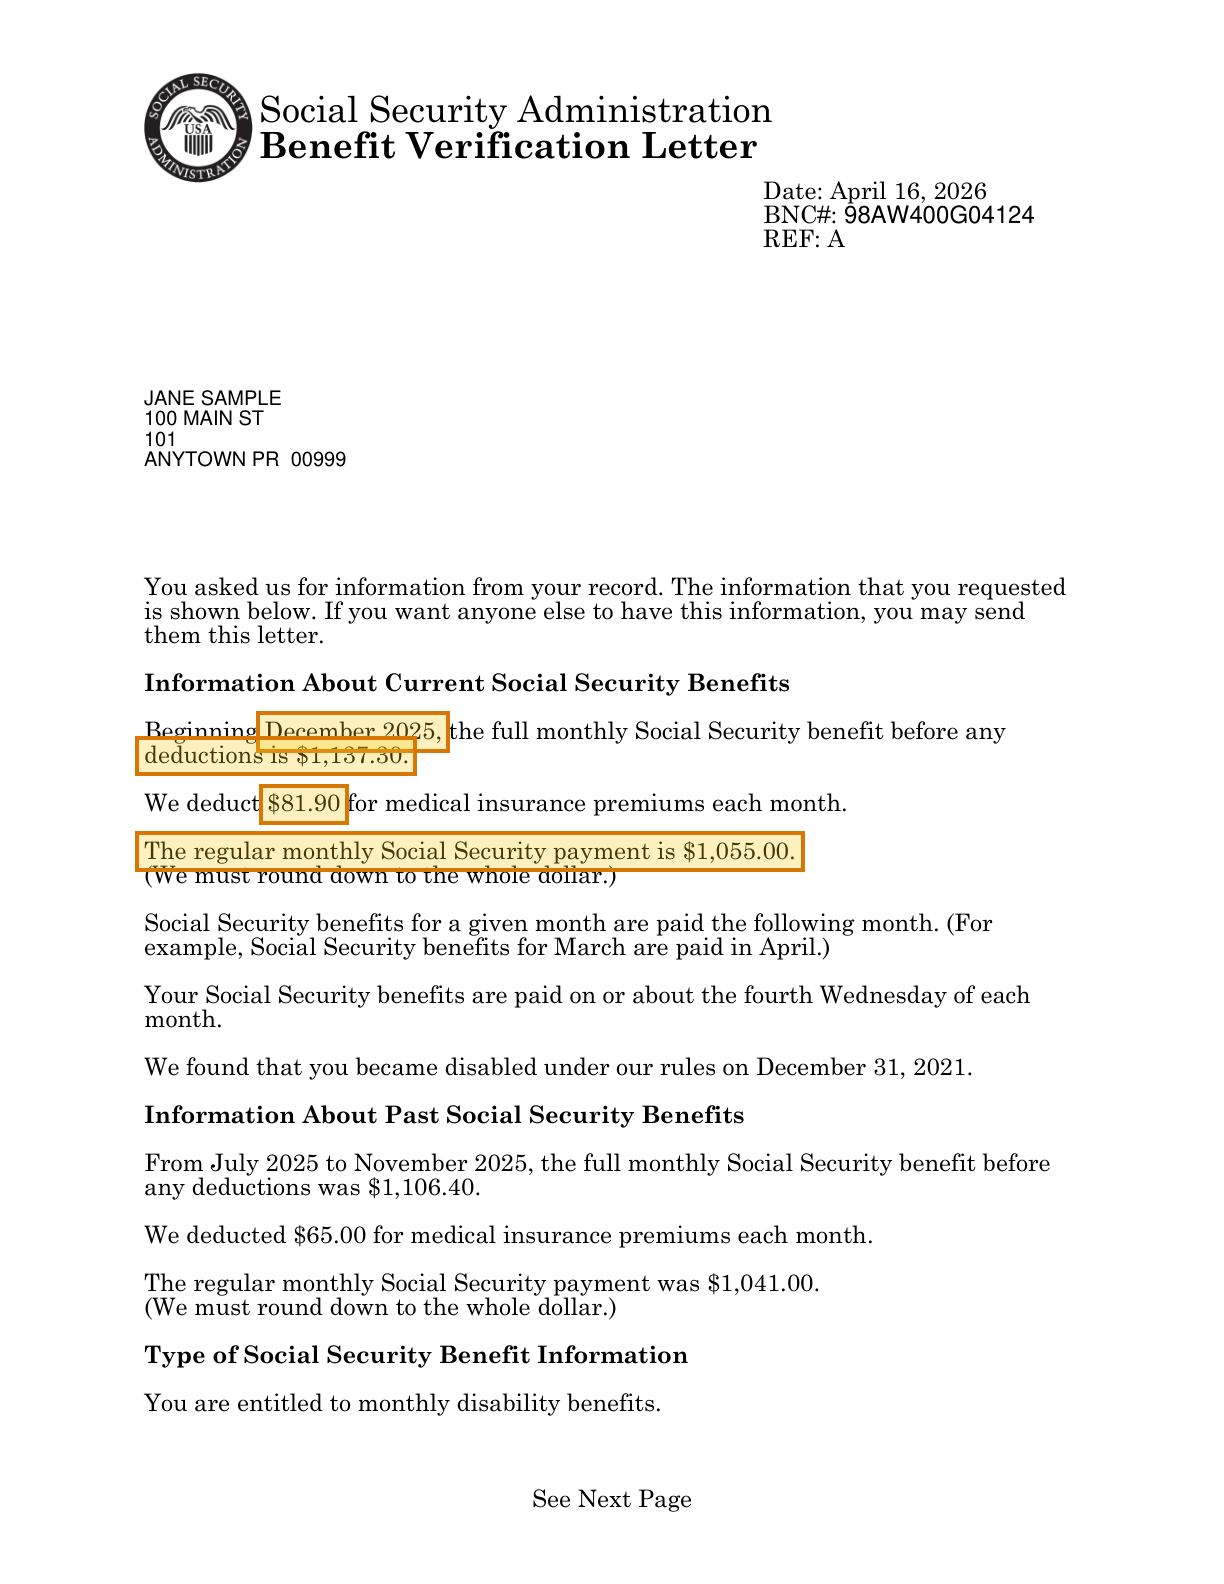 SOCIAL SECURITY
USA
ADMINISTRATION
Social Security Administration
Benefit Verification Letter
Date: April 16, 2026
BNC#: 98AW400G04124
REF: A
JANE SAMPLE
100 MAIN ST
101
ANYTOWN PR  00999
You asked us for information from your record. The information that you requested
is shown below. If you want anyone else to have this information, you may send
them this letter.
Information About Current Social Security Benefits
Beginning December 2025, the full monthly Social Security benefit before any
deductions is $1,137.30.
We deduct $81.90 for medical insurance premiums each month.
The regular monthly Social Security payment is $1,055.00.
(We must round down to the whole dollar.)
Social Security benefits for a given month are paid the following month. (For
example, Social Security benefits for March are paid in April.)
Your Social Security benefits are paid on or about the fourth Wednesday of each
month.
We found that you became disabled under our rules on December 31, 2021.
Information About Past Social Security Benefits
From July 2025 to November 2025, the full monthly Social Security benefit before
any deductions was $1,106.40.
We deducted $65.00 for medical insurance premiums each month.
The regular monthly Social Security payment was $1,041.00.
(We must round down to the whole dollar.)
Type of Social Security Benefit Information
You are entitled to monthly disability benefits.
See Next Page